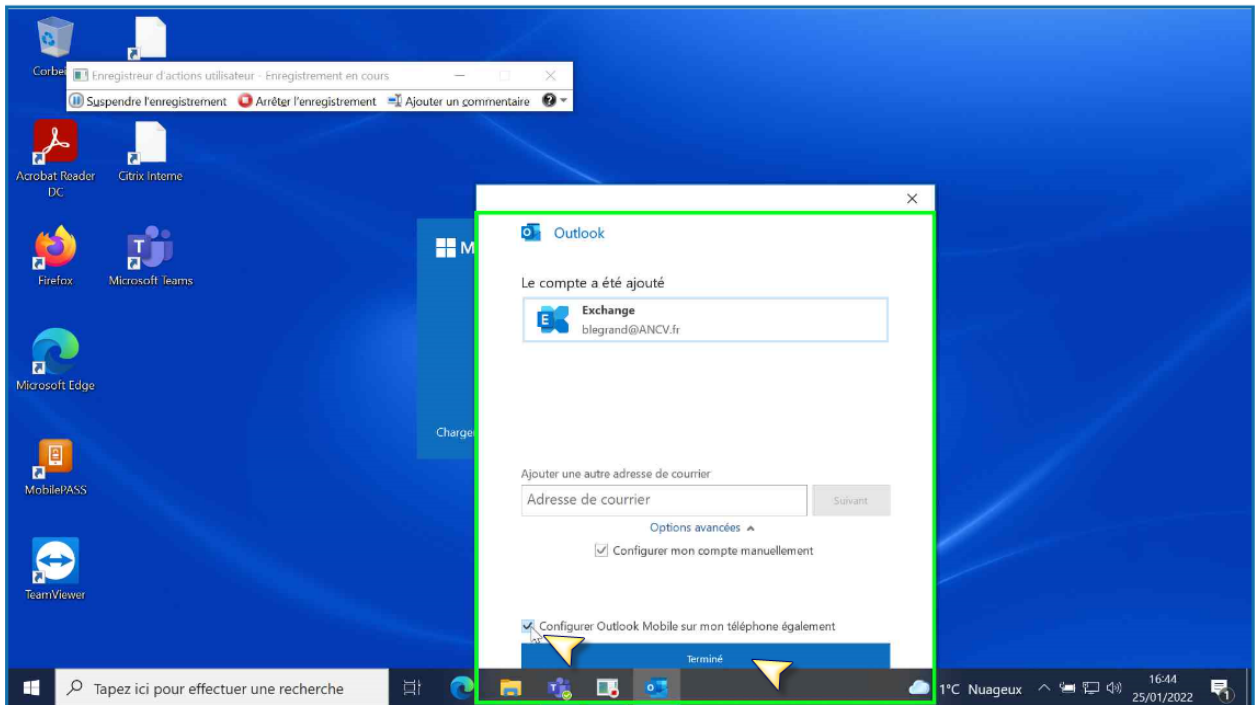 Corbei
Enregistreur d'actions utilisateur - Enregistrement en cours
Suspendre l'enregistrement Arrêter l'enregistrement Ajouter un commentaire
Acrobat Reader
DC
Citrix Interne
Firefox
Microsoft Teams
Microsoft Edge
MobilePASS
TeamViewer
M
Charge
Outlook
Le compte a été ajouté
Exchange
blegrand@ANCV.fr
Ajouter une autre adresse de courrier
Adresse de courrier Suivant
Options avancées
Configurer mon compte manuellement
Configurer Outlook Mobile sur mon téléphone également
Terminé
Tapez ici pour effectuer une recherche
1°C Nuageux
16:44
25/01/2022
1